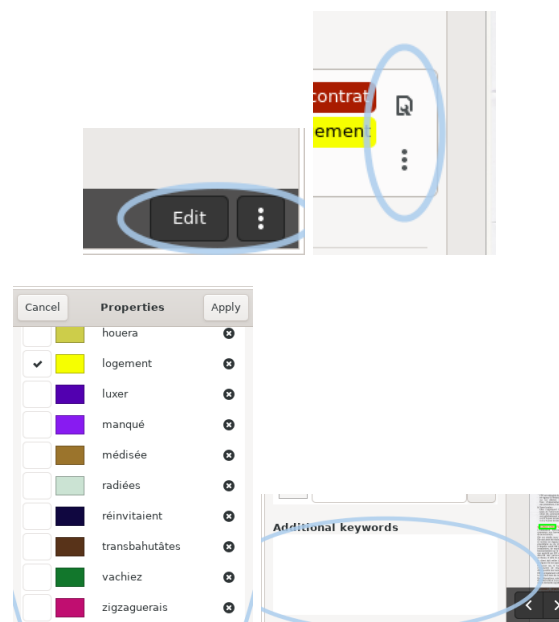 contrat
ement
Edit
Cancel Properties Apply
houera
logement
luxer
manqué
médisée
radiées
réinvitaient
transbahutâtes
vachiez
zigzaguerais
Additional keywords